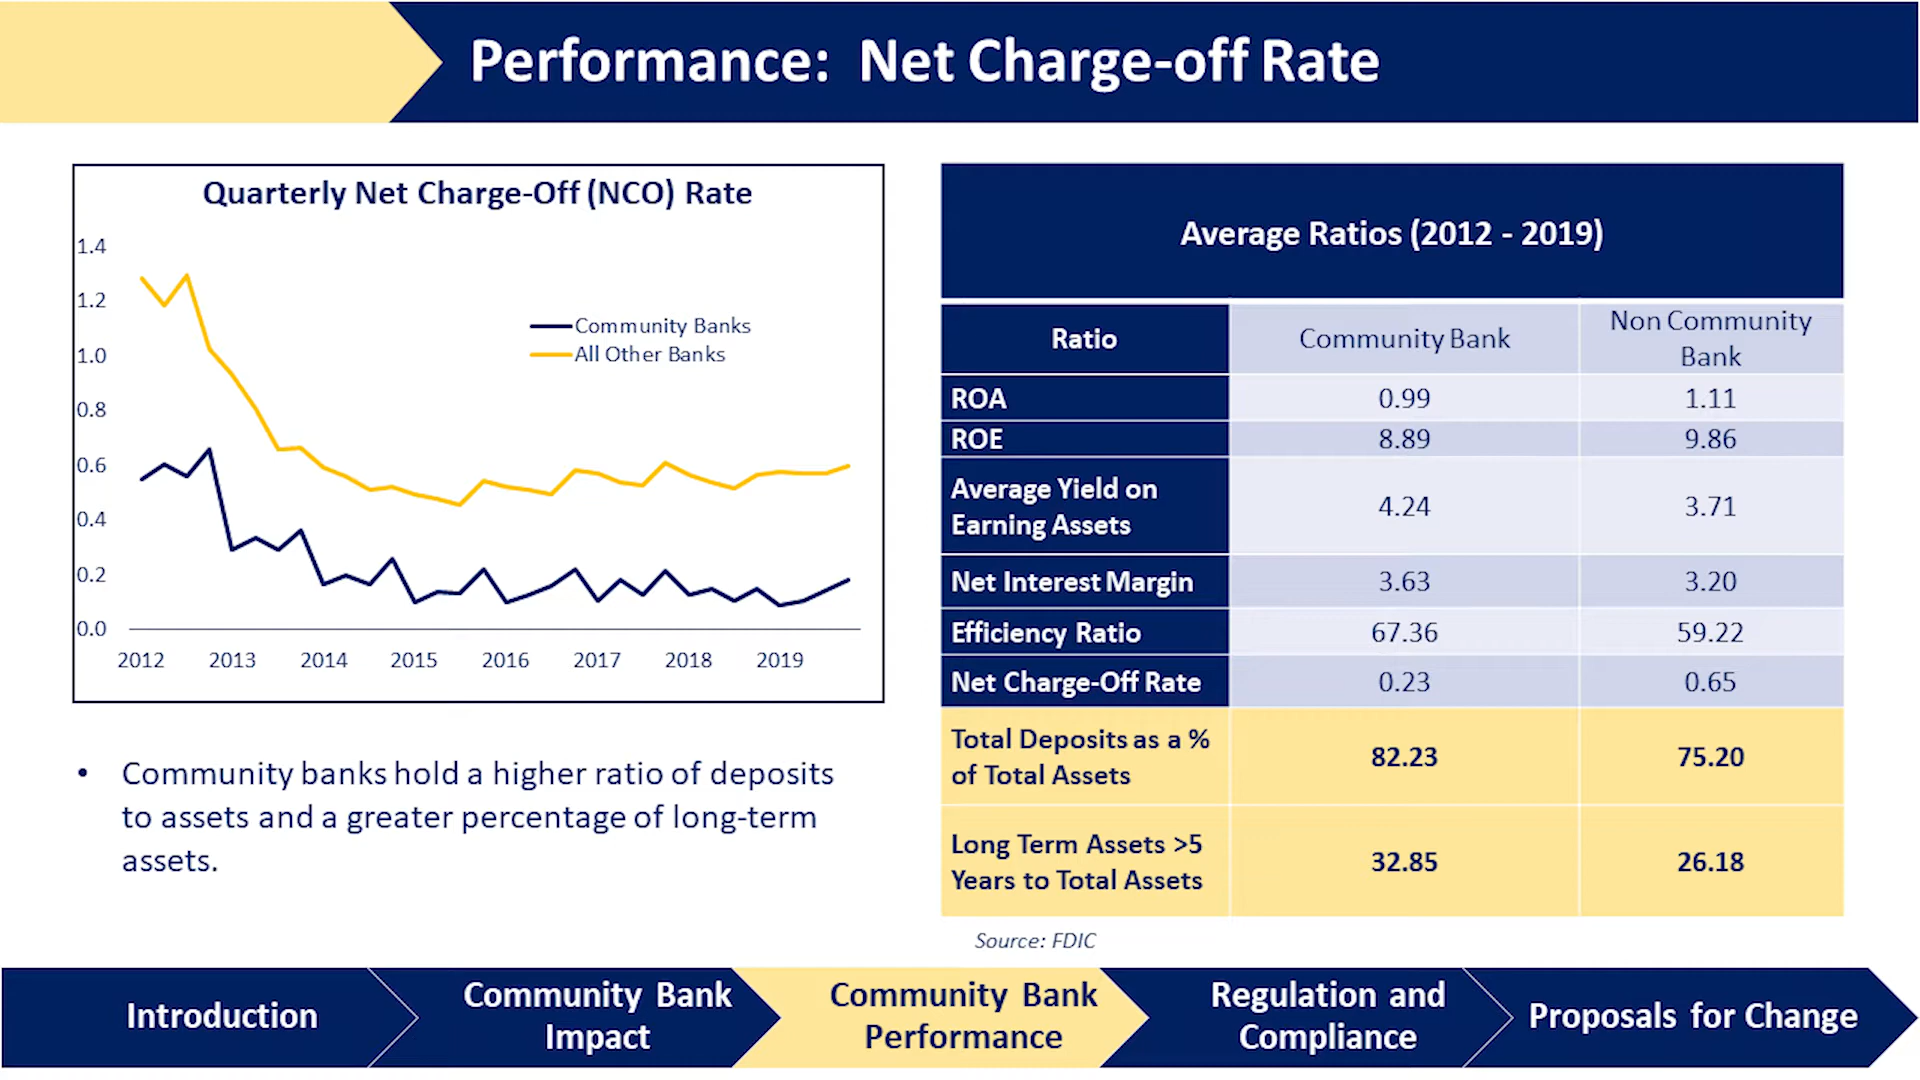 Performance: Net Charge-off Rate
Quarterly Net Charge-Off (NCO) Rate
1.4
1.2
1.0
0.8
0.6
0.4
0.2
0.0
Community Banks
All Other Banks
2012 2013 2014 2015 2016 2017 2018 2019
• Community banks hold a higher ratio of deposits
to assets and a greater percentage of long-term
assets.
Average Ratios (2012 - 2019)
Ratio Community Bank Non Community
Bank
ROA 0.99 1.11
ROE 8.89 9.86
Average Yield on
Earning Assets 4.24 3.71
Net Interest Margin 3.63 3.20
Efficiency Ratio 67.36 59.22
Net Charge-Off Rate 0.23 0.65
Total Deposits as a %
of Total Assets 82.23 75.20
Long Term Assets >5
Years to Total Assets 32.85 26.18
Source: FDIC
Introduction
Community Bank
Impact
Community Bank
Performance
Regulation and
Compliance
Proposals for Change